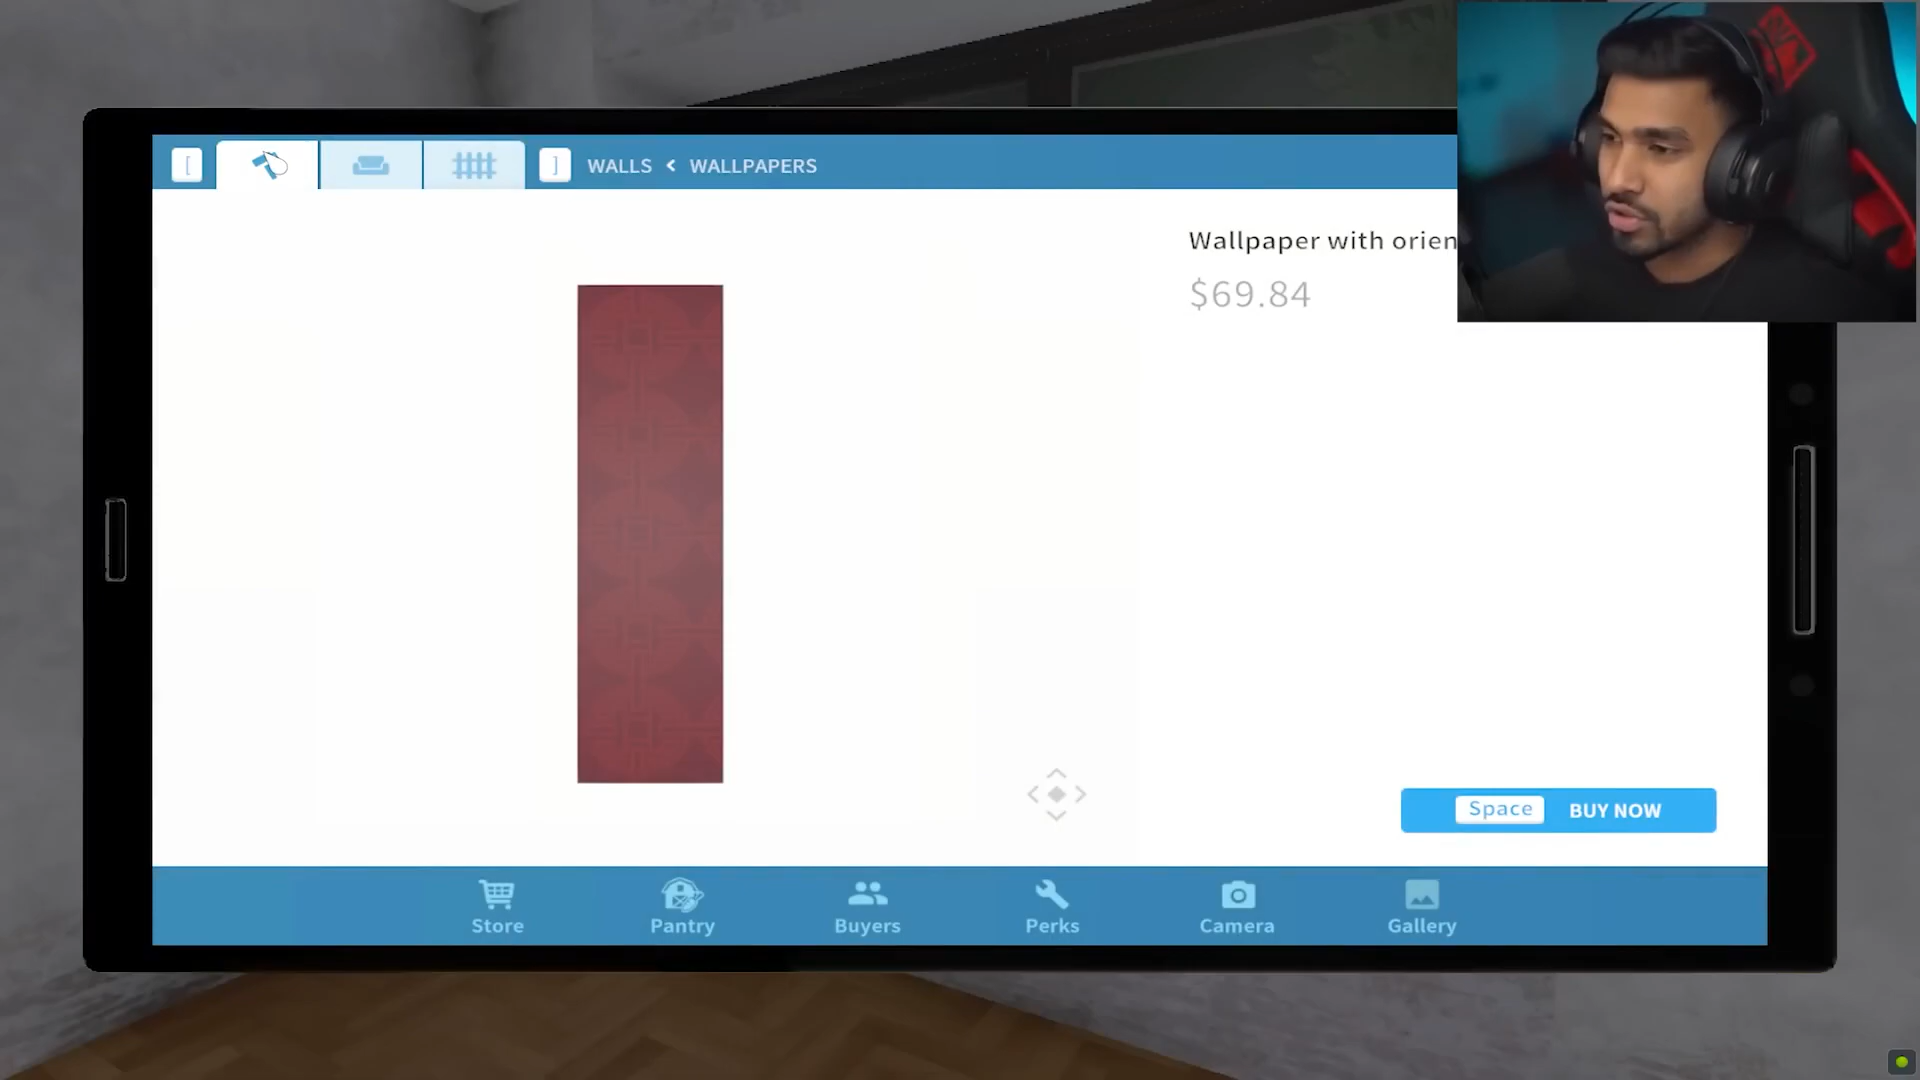 [
]
WALLS < WALLPAPERS
Wallpaper with orien
$69.84
Space BUY NOW
Store
Pantry
Buyers
Perks
Camera
Gallery